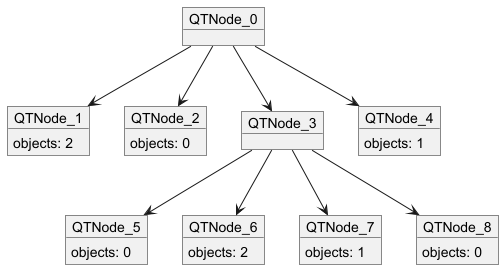 QTNode_0
QTNode_1
objects: 2
QTNode_2
objects: 0
QTNode_3
QTNode_4
objects: 1
QTNode_5
objects: 0
QTNode_6
objects: 2
QTNode_7
objects: 1
QTNode_8
objects: 0